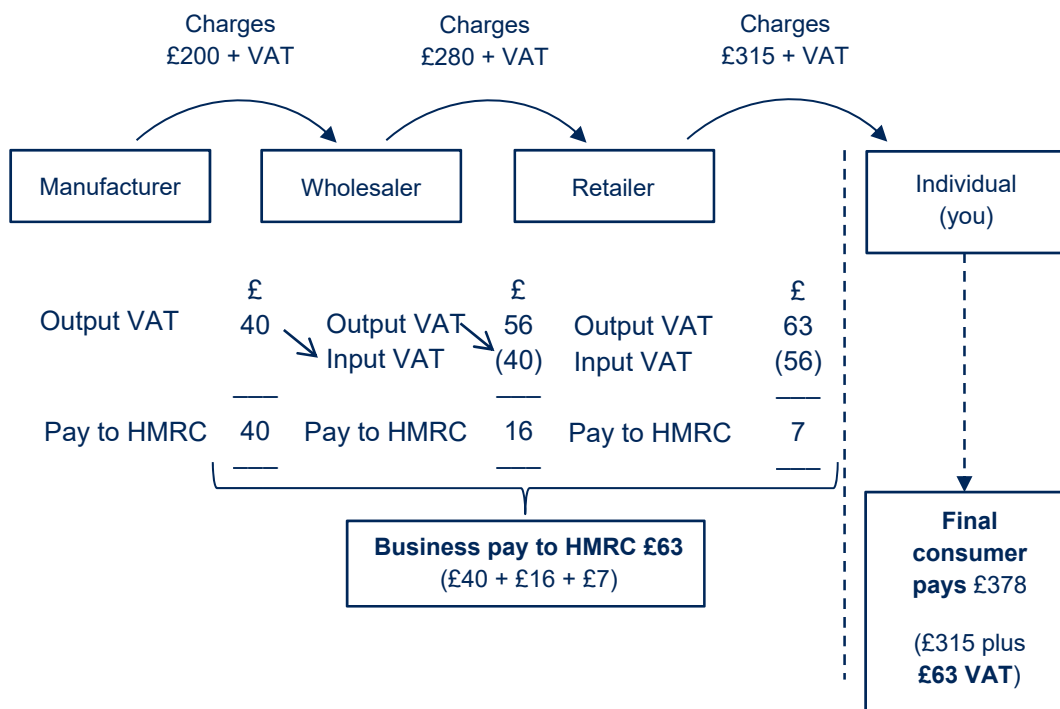 Charges
£200 + VAT
Charges
£280 + VAT
Charges
£315 + VAT
Manufacturer
Wholesaler
Retailer
Individual
(you)
£ £ £
Output VAT 40 Output VAT 56 Output VAT 63
Input VAT (40) Input VAT (56)
Pay to HMRC 40 Pay to HMRC 16 Pay to HMRC 7
Business pay to HMRC £63
(£40 + £16 + £7)
Final
consumer
pays £378
(£315 plus
£63 VAT)